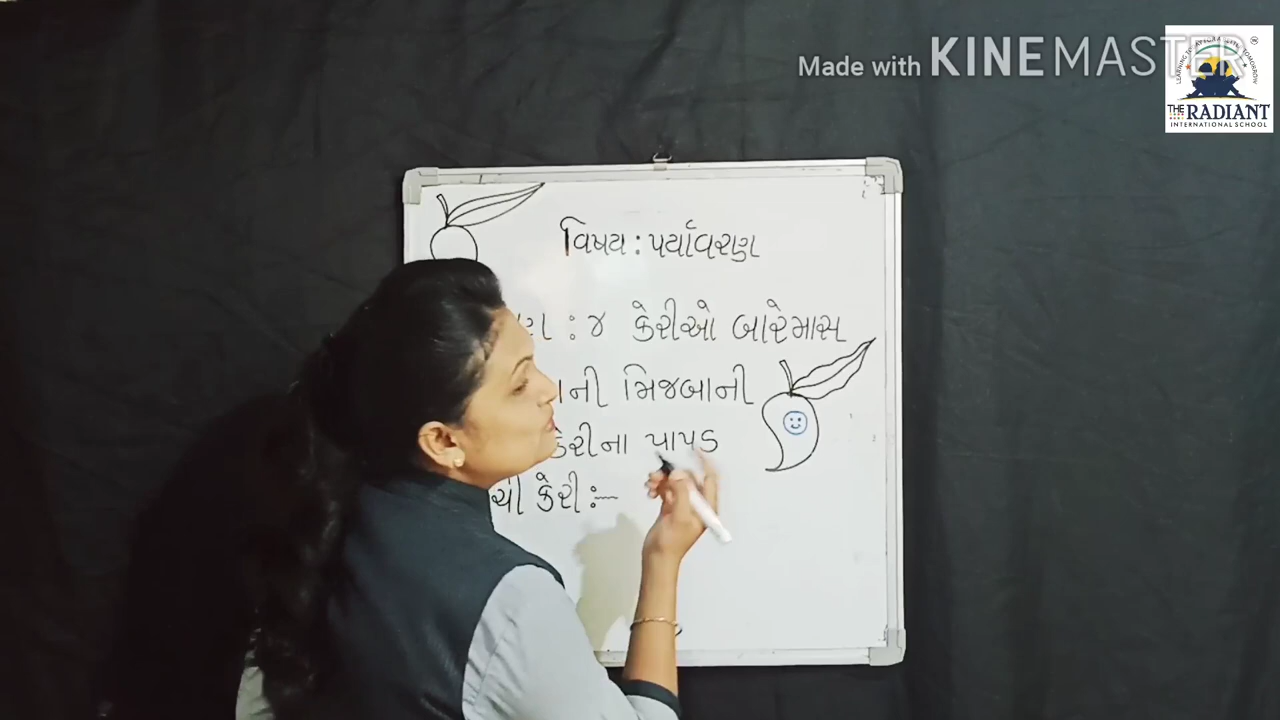 Made with KINEMASTER
THE RADIANT
INTERNATIONAL SCHOOL
વિષય : પર્યાવરણ
: ૪ કેરીઓ બારેમાસ
મિજબાની
કેરીના પાપડ
કેરી :-